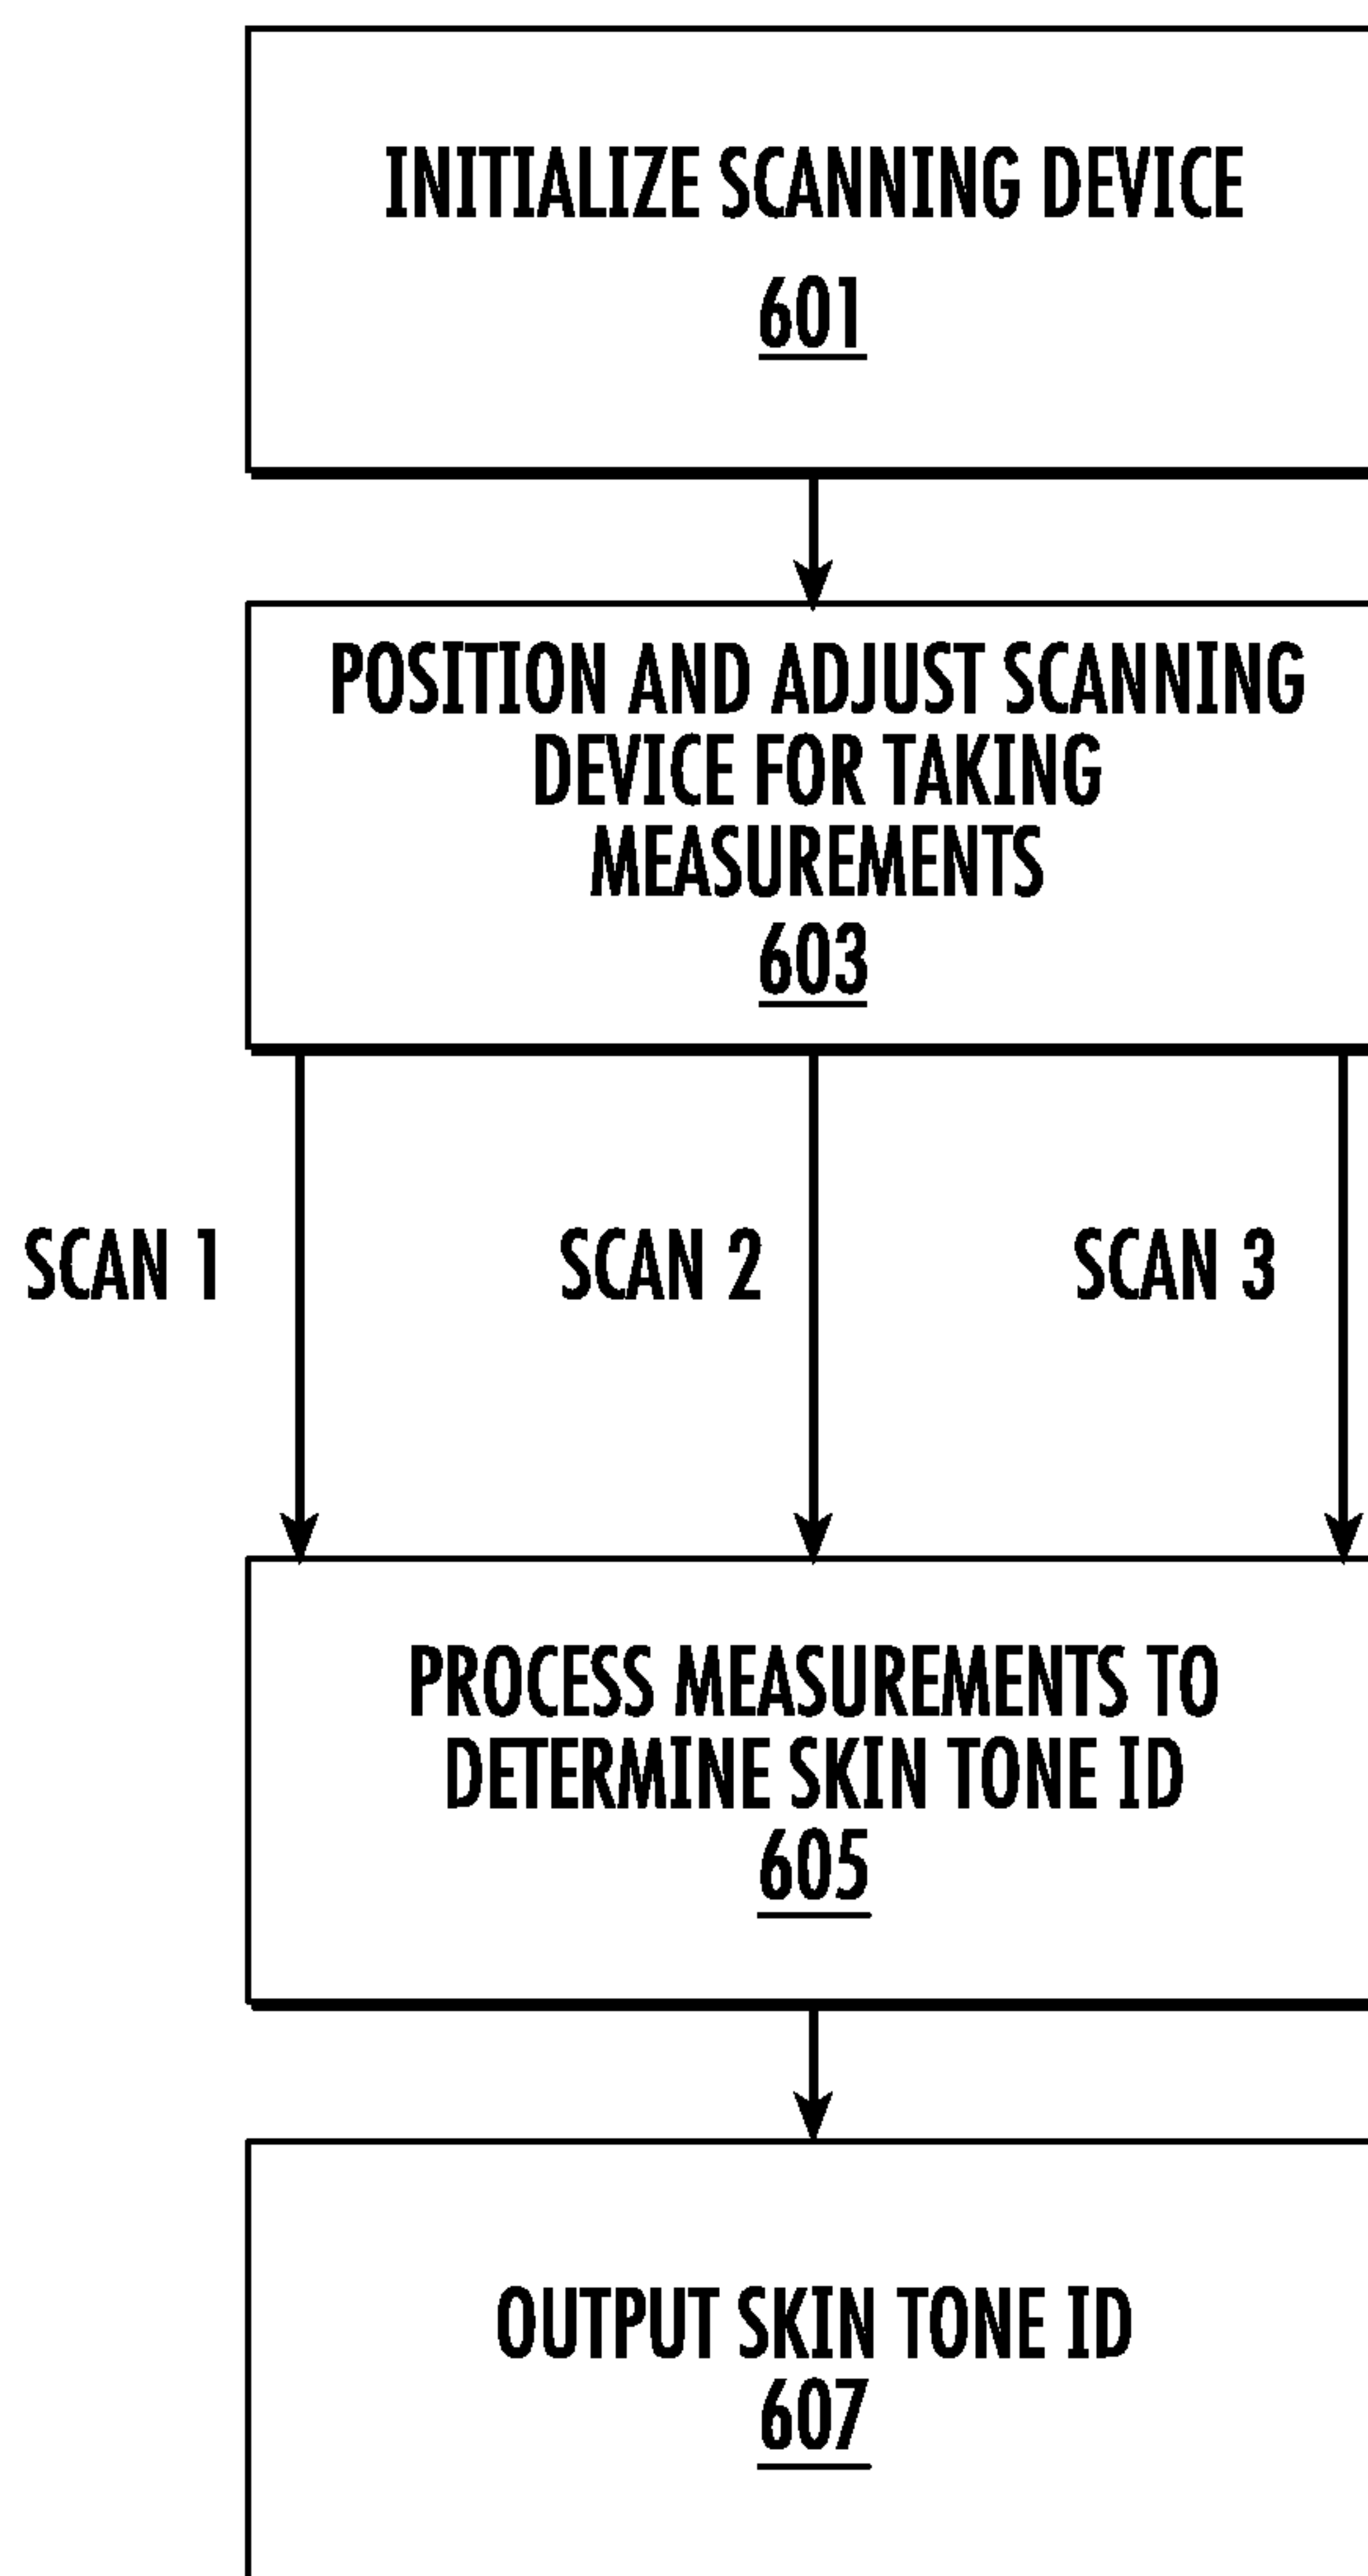 INITIALIZE SCANNING DEVICE
601
POSITION AND ADJUST SCANNING
DEVICE FOR TAKING
MEASUREMENTS
603
SCAN 1
SCAN 2
SCAN 3
PROCESS MEASUREMENTS TO
DETERMINE SKIN TONE ID
605
OUTPUT SKIN TONE ID
607